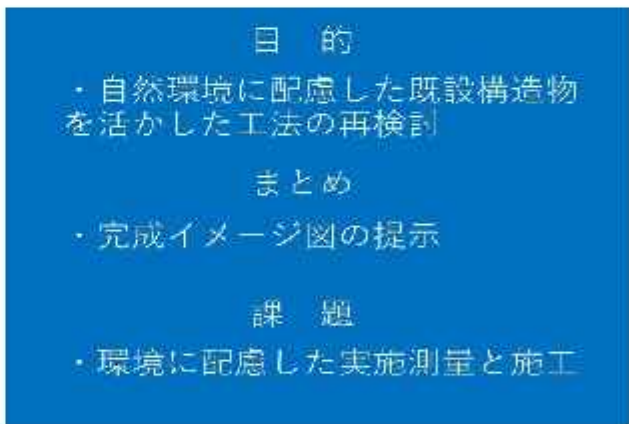 目　的
・自然環境に配慮した既設構造物
を活かした工法の再検討
まとめ
・完成イメージ図の提示
課　題
・環境に配慮した実施測量と施工